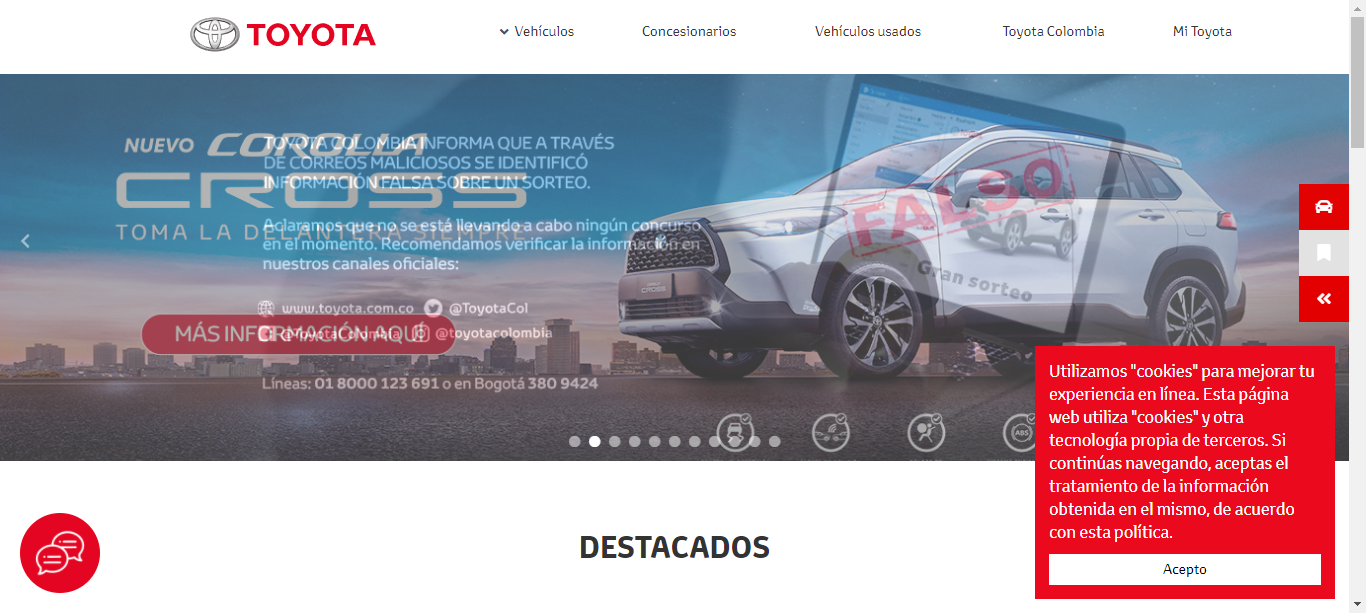 TOYOTA
Vehículos
Concesionarios
Vehículos usados
Toyota Colombia
Mi Toyota
NUEVO COROLLA
CROSS
TOMA LA DELANTERA SIEMPRE
MÁS INFORMACIÓN AQUÍ
TOYOTA COLOMBIA INFORMA QUE A TRAVÉS
DE CORREOS MALICIOSOS SE IDENTIFICÓ
INFORMACIÓN FALSA SOBRE UN SORTEO.
Aclaramos que no se está llevando a cabo ningún concurso
en el momento. Recomendamos verificar la información en
nuestros canales oficiales:
www.toyota.com.co @ToyotaCol
@ToyotaColombia @toyotacolombia
Líneas: 01 8000 123 691 o en Bogotá 380 9424
FALSO
Gran sorteo
ABS
Utilizamos "cookies" para mejorar tu
experiencia en línea. Esta página
web utiliza "cookies" y otra
tecnología propia de terceros. Si
continúas navegando, aceptas el
tratamiento de la información
obtenida en el mismo, de acuerdo
con esta política.
Acepto
DESTACADOS